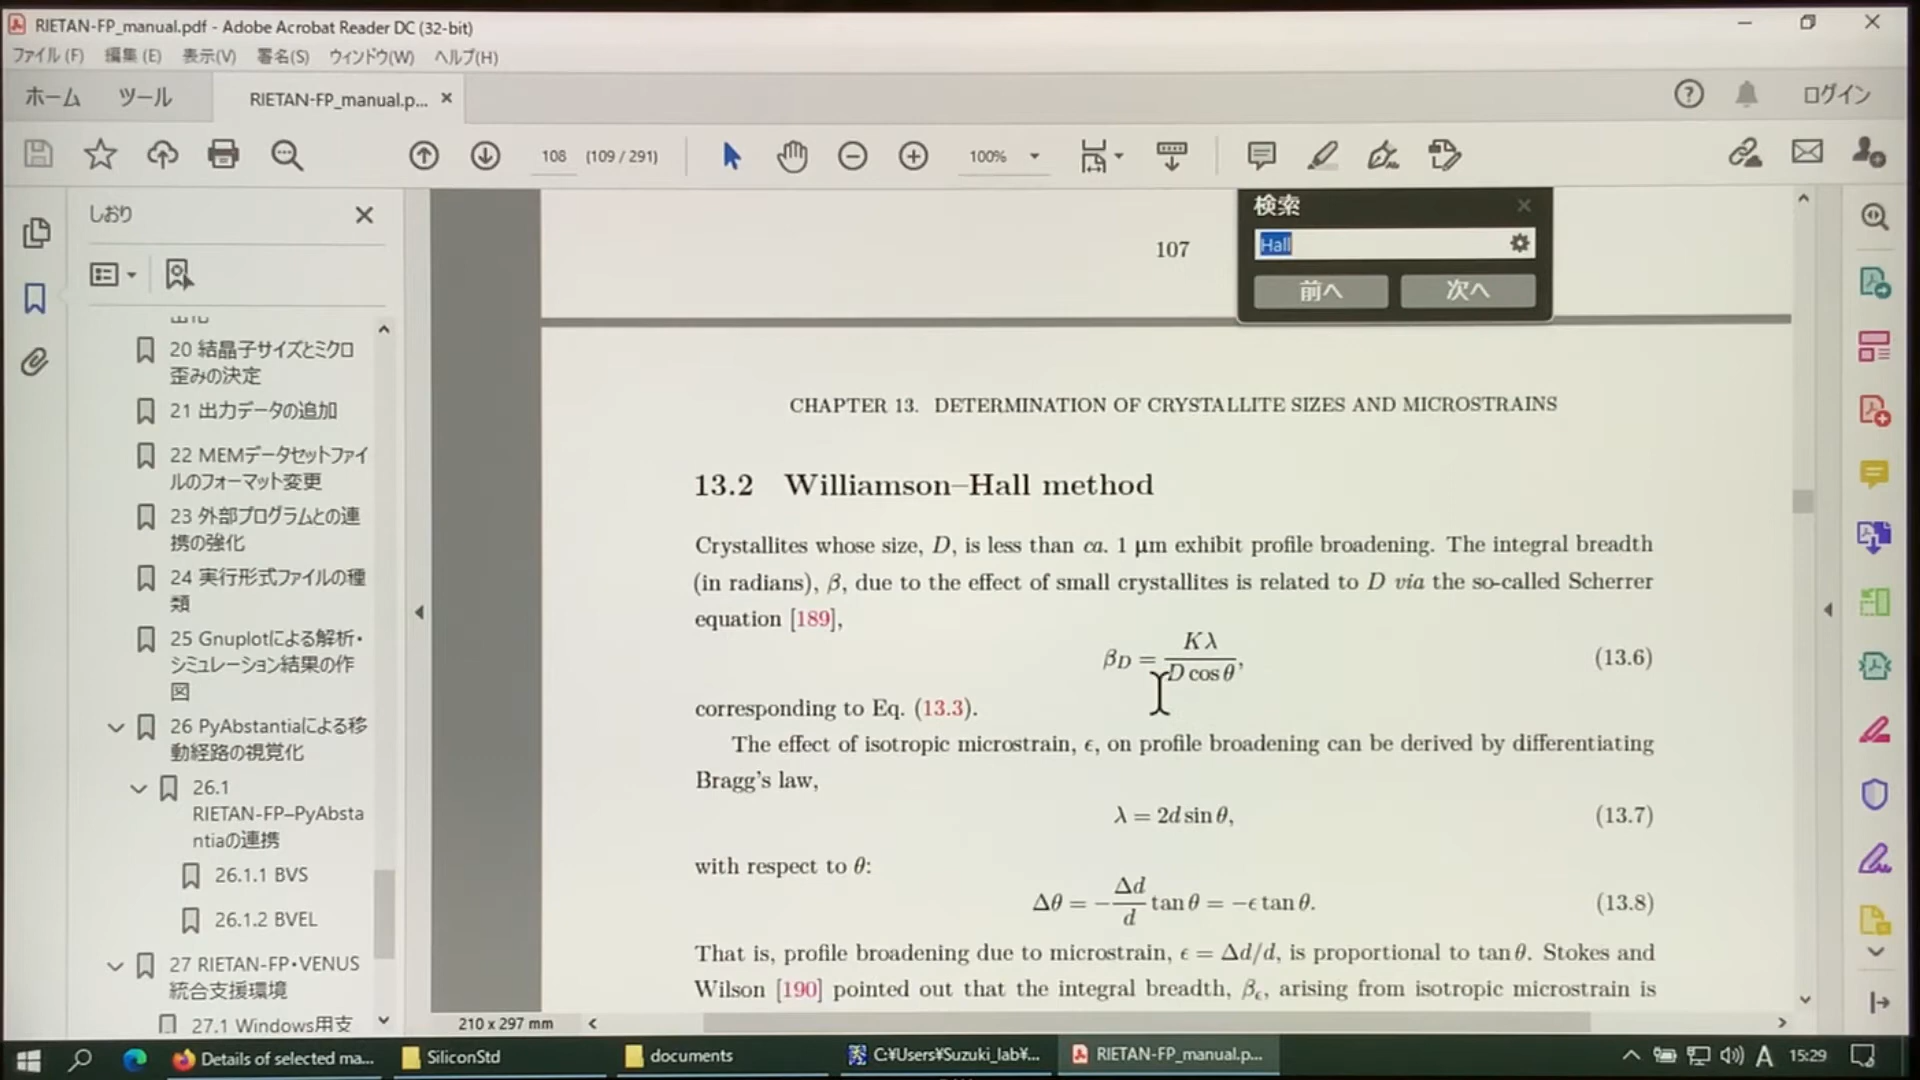 RIETAN-FP_manual.pdf - Adobe Acrobat Reader DC (32-bit)
ファイル(F) 編集(E) 表示(V) 署名(S) ウィンドウ(W) ヘルプ(H)
ホーム ツール RIETAN-FP_manual.p... ログイン
108 (109 / 291) 100%
しおり
20 結晶子サイズとミクロ
歪みの決定
21 出力データの追加
22 MEMデータセットファイ
ルのフォーマット変更
23 外部プログラムとの連
携の強化
24 実行形式ファイルの種
類
25 Gnuplotによる解析・
シミュレーション結果の作
図
26 PyAbstantiaによる移
動経路の視覚化
26.1
RIETAN-FP–PyAbsta
ntiaの連携
26.1.1 BVS
26.1.2 BVEL
27 RIETAN-FP・VENUS
統合支援環境
27.1 Windows用支
107
検索
Hall
前へ 次へ
CHAPTER 13. DETERMINATION OF CRYSTALLITE SIZES AND MICROSTRAINS
13.2 Williamson–Hall method
Crystallites whose size, D, is less than ca. 1 μm exhibit profile broadening. The integral breadth
(in radians), β, due to the effect of small crystallites is related to D via the so-called Scherrer
equation [189],
β_D = Kλ / D cos θ, (13.6)
corresponding to Eq. (13.3).
The effect of isotropic microstrain, ϵ, on profile broadening can be derived by differentiating
Bragg's law,
λ = 2d sin θ, (13.7)
with respect to θ:
Δθ = −Δd/d tan θ = −ϵ tan θ. (13.8)
That is, profile broadening due to microstrain, ϵ = Δd/d, is proportional to tan θ. Stokes and
Wilson [190] pointed out that the integral breadth, β_ϵ, arising from isotropic microstrain is
210 x 297 mm
Details of selected ma... SiliconStd documents C:¥Users¥Suzuki_lab¥... RIETAN-FP_manual.p... A 15:29